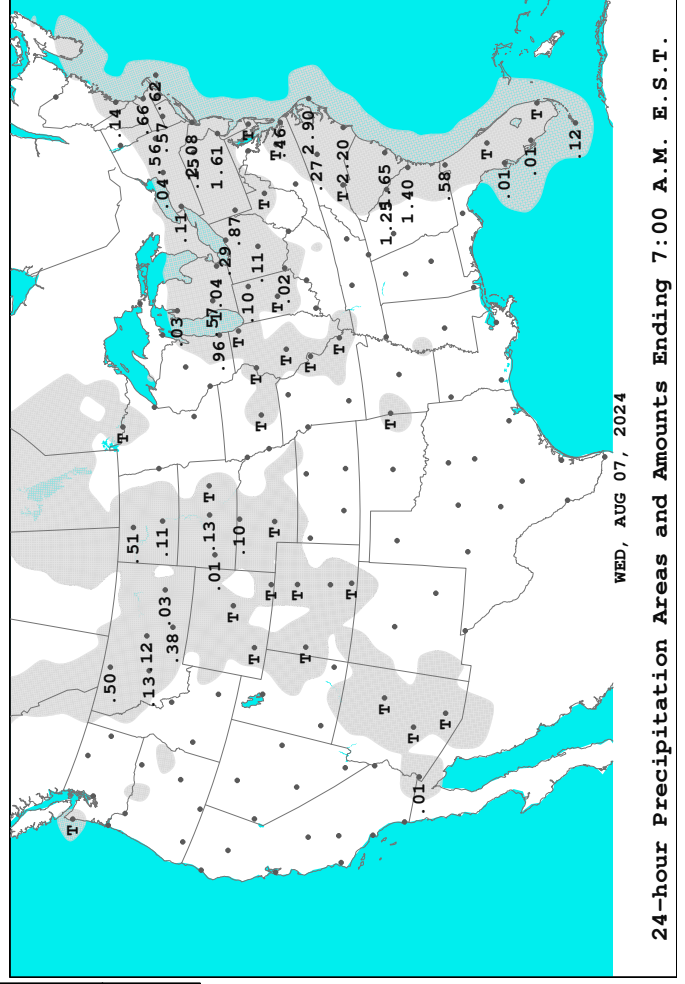 T
.50
.14
T
.51
.66
.13 .12
.62
.56
.57
.11
.04
.03
.38
.03
.11
.08
.13 T
.01
.57
T .04
1.61
.96
.29
T
.87
T
.10
.10
T
T
T
.11
T
T
T
T
T .46
T
.02
T
T
T
2.90
T
.27
T
T 2.20
T
T
1.25 .65
T
1.40
T
.01
T
.58
T
.01
.01
T
.12
WED, AUG 07, 2024
24-hour Precipitation Areas and Amounts Ending 7:00 A.M. E.S.T.